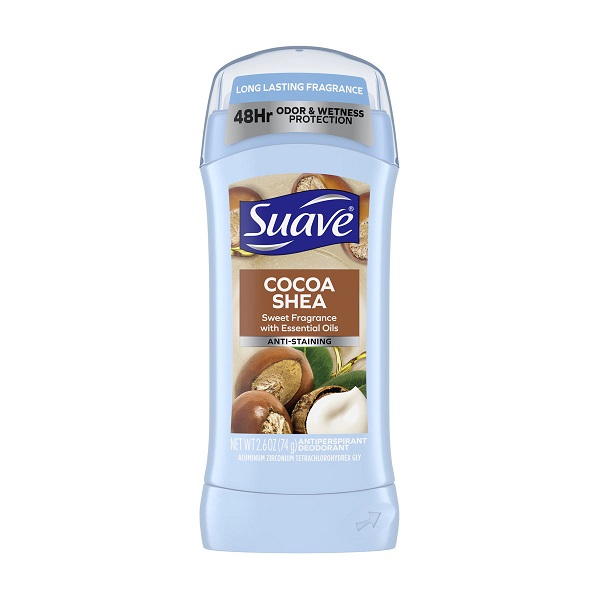 LONG LASTING FRAGRANCE
48Hr ODOR & WETNESS
PROTECTION
Suave®
COCOA
SHEA
Sweet Fragrance
with Essential Oils
ANTI-STAINING
NET WT 2.6 OZ (74 g) ANTIPERSPIRANT
DEODORANT
ALUMINUM ZIRCONIUM TETRACHLOROHYDREX GLY